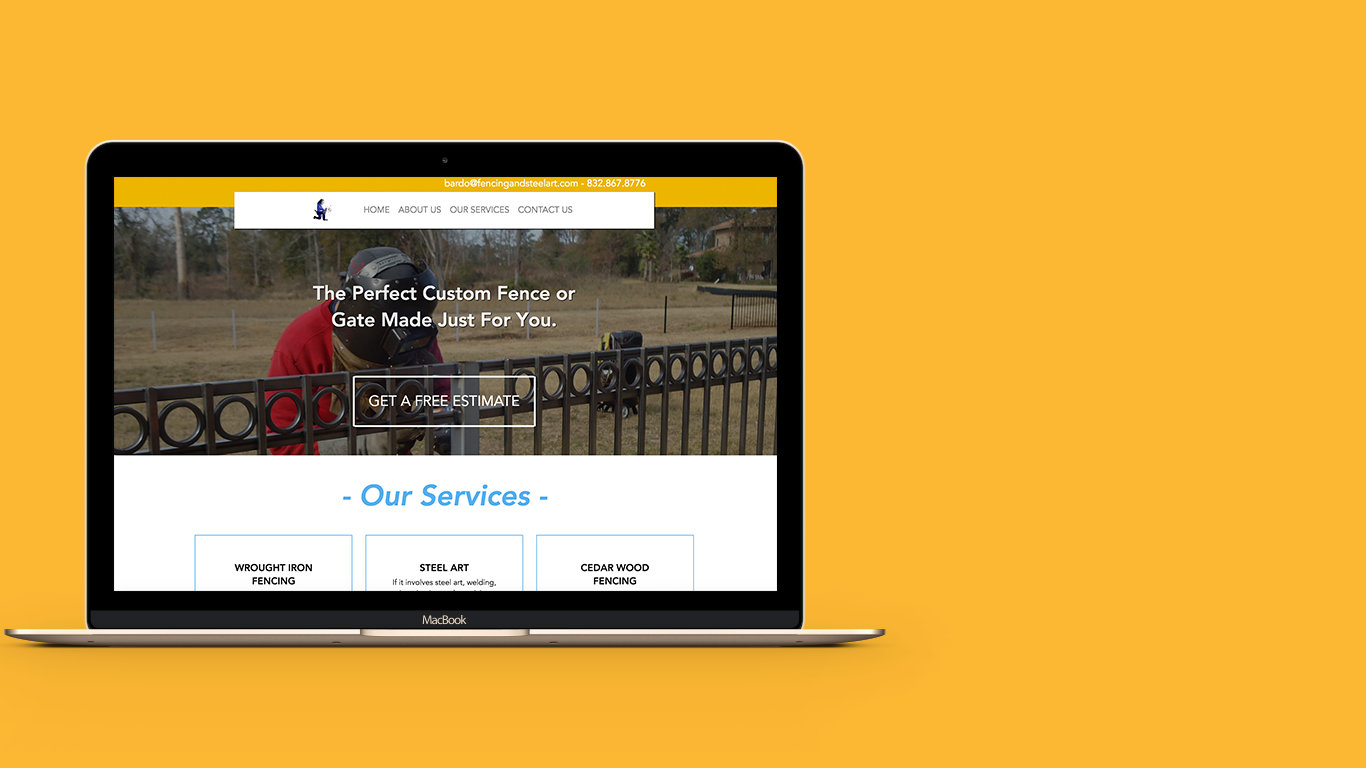 bardo@fencingandsteelart.com - 832.867.8776
HOME ABOUT US OUR SERVICES CONTACT US
The Perfect Custom Fence or
Gate Made Just For You.
GET A FREE ESTIMATE
- Our Services -
WROUGHT IRON
FENCING
STEEL ART
If it involves steel art, welding,
CEDAR WOOD
FENCING
MacBook